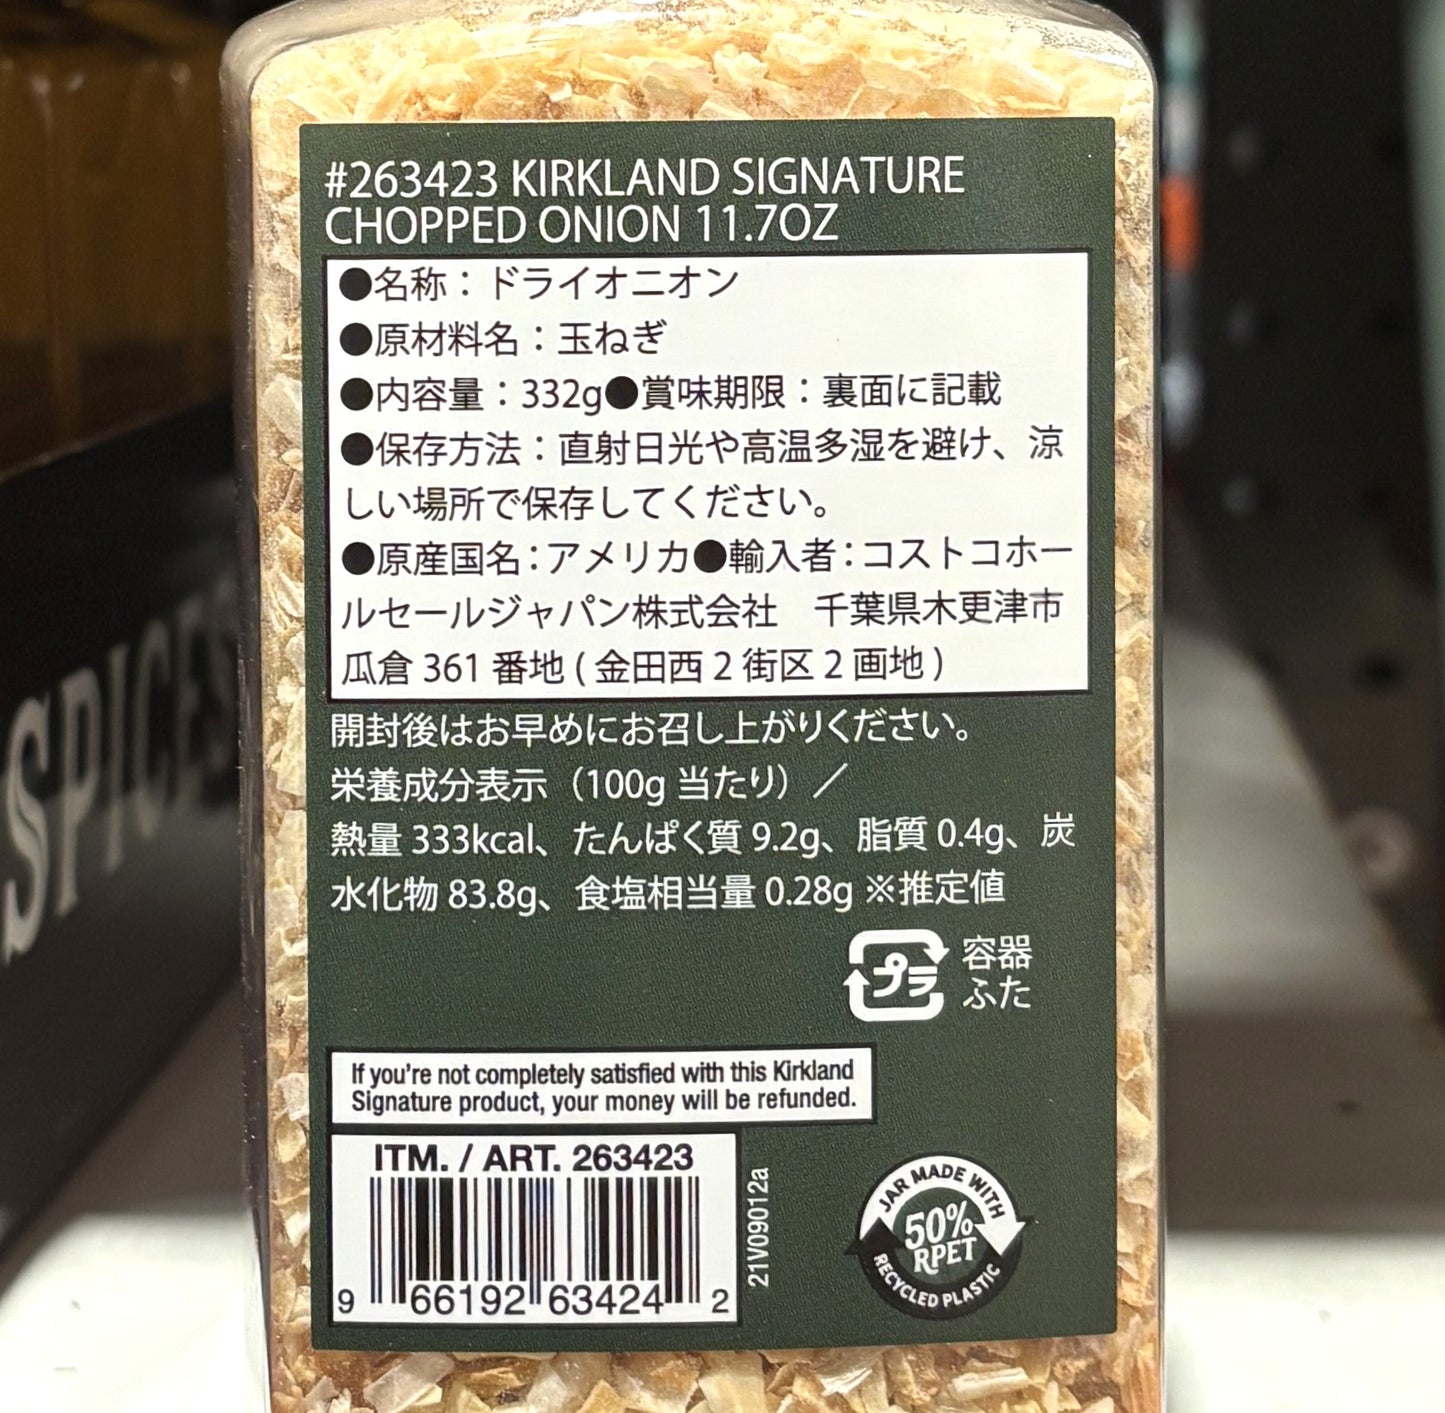 #263423 KIRKLAND SIGNATURE
CHOPPED ONION 11.7OZ
●名称：ドライオニオン
●原材料名：玉ねぎ
●内容量：332g●賞味期限：裏面に記載
●保存方法：直射日光や高温多湿を避け、涼
しい場所で保存してください。
●原産国名：アメリカ●輸入者：コストコホー
ルセールジャパン株式会社　千葉県木更津市
瓜倉 361 番地 ( 金田西 2 街区 2 画地 )
開封後はお早めにお召し上がりください。
栄養成分表示（100g 当たり）／
熱量 333kcal、たんぱく質 9.2g、脂質 0.4g、炭
水化物 83.8g、食塩相当量 0.28g ※推定値
プラ
容器
ふた
If you're not completely satisfied with this Kirkland
Signature product, your money will be refunded.
ITM. / ART. 263423
9 66192 63424 2
21V09012a
JAR MADE WITH
50%
RPET
RECYCLED PLASTIC
SPICES